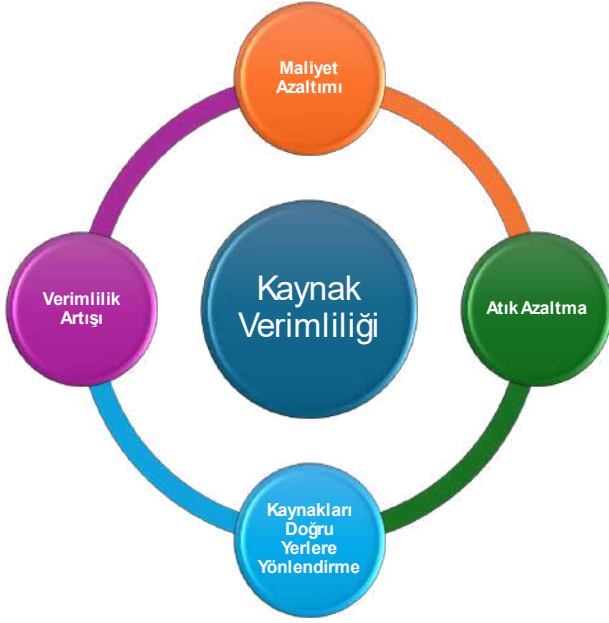 Maliyet
Azaltımı
Kaynak
Verimliliği
Verimlilik
Artışı
Atık Azaltma
Kaynakları
Doğru
Yerlere
Yönlendirme